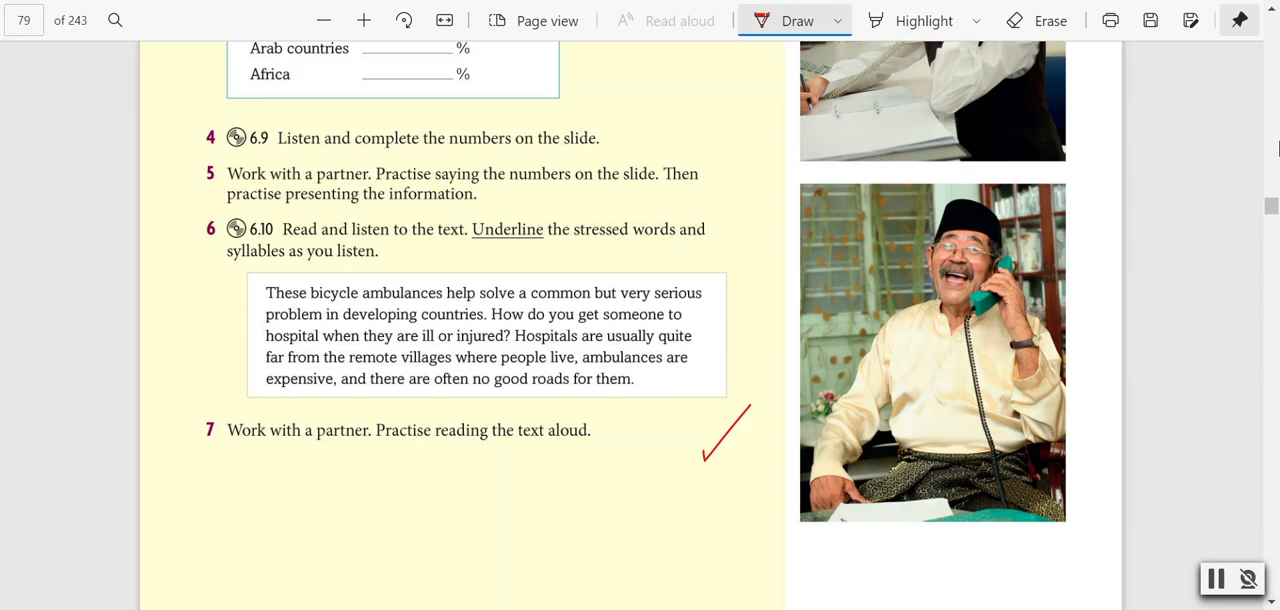 79 of 243 Page view Read aloud Draw Highlight Erase
Arab countries _________ %
Africa _________ %
4 6.9 Listen and complete the numbers on the slide.
5 Work with a partner. Practise saying the numbers on the slide. Then
practise presenting the information.
6 6.10 Read and listen to the text. Underline the stressed words and
syllables as you listen.
These bicycle ambulances help solve a common but very serious
problem in developing countries. How do you get someone to
hospital when they are ill or injured? Hospitals are usually quite
far from the remote villages where people live, ambulances are
expensive, and there are often no good roads for them.
7 Work with a partner. Practise reading the text aloud.